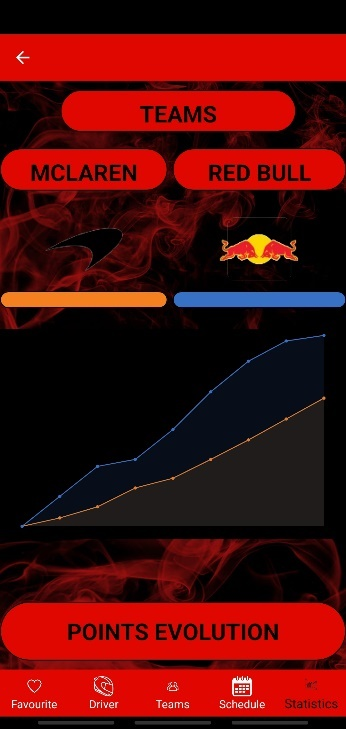 TEAMS
MCLAREN
RED BULL
POINTS EVOLUTION
Favourite
Driver
Teams
Schedule
Statistics